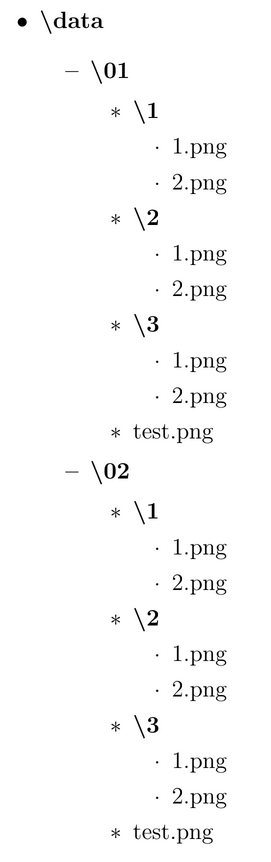 • \data
– \01
∗ \1
· 1.png
· 2.png
∗ \2
· 1.png
· 2.png
∗ \3
· 1.png
· 2.png
∗ test.png
– \02
∗ \1
· 1.png
· 2.png
∗ \2
· 1.png
· 2.png
∗ \3
· 1.png
· 2.png
∗ test.png